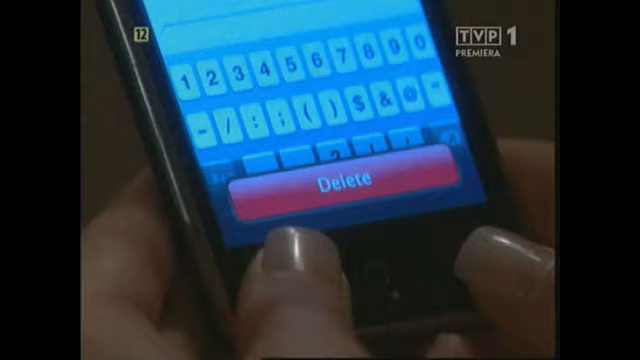 12
TVP 1
PREMIERA
1 2 3 4 5 6 7 8 9 0
- / : ; ( ) $ & @ "
Delete